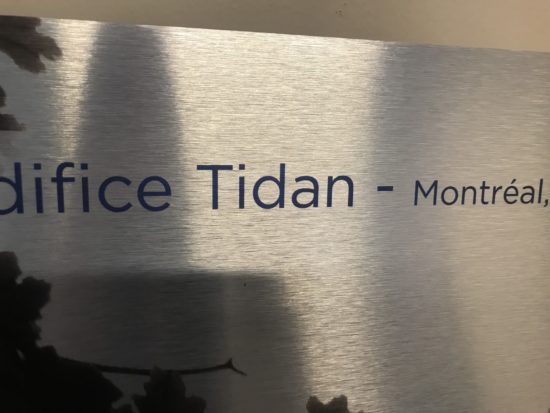 difice Tidan - Montréal,